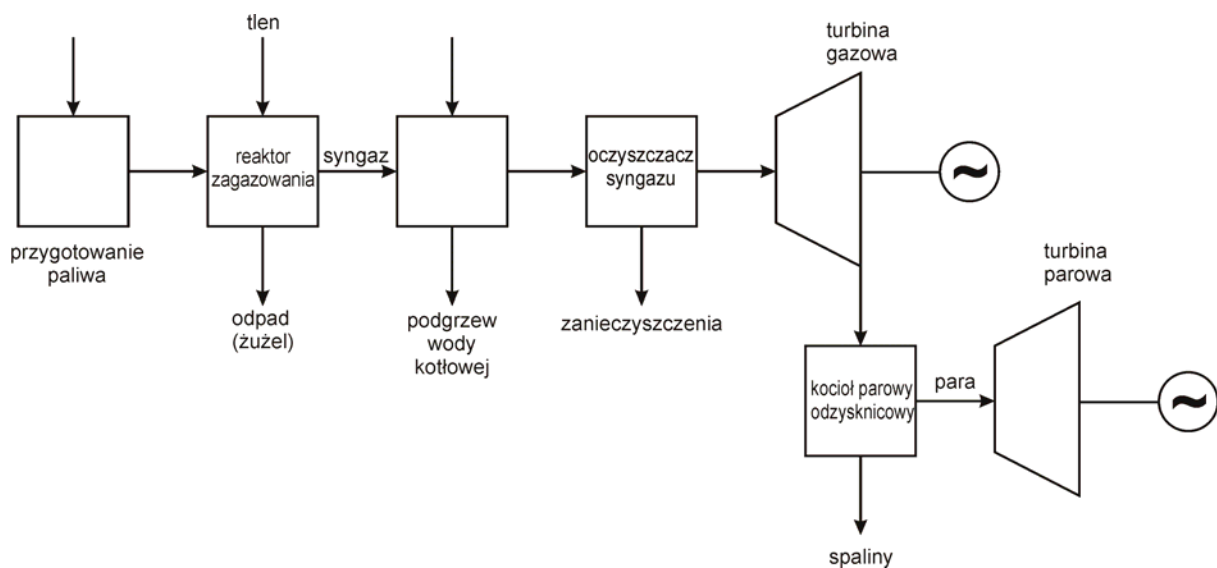 tlen
turbina
gazowa
reaktor
zagazowania
syngaz
oczyszczacz
syngazu
przygotowanie
paliwa
odpad
(żużel)
podgrzew
wody
kotłowej
zanieczyszczenia
turbina
parowa
kocioł parowy
odzysknicowy
para
spaliny